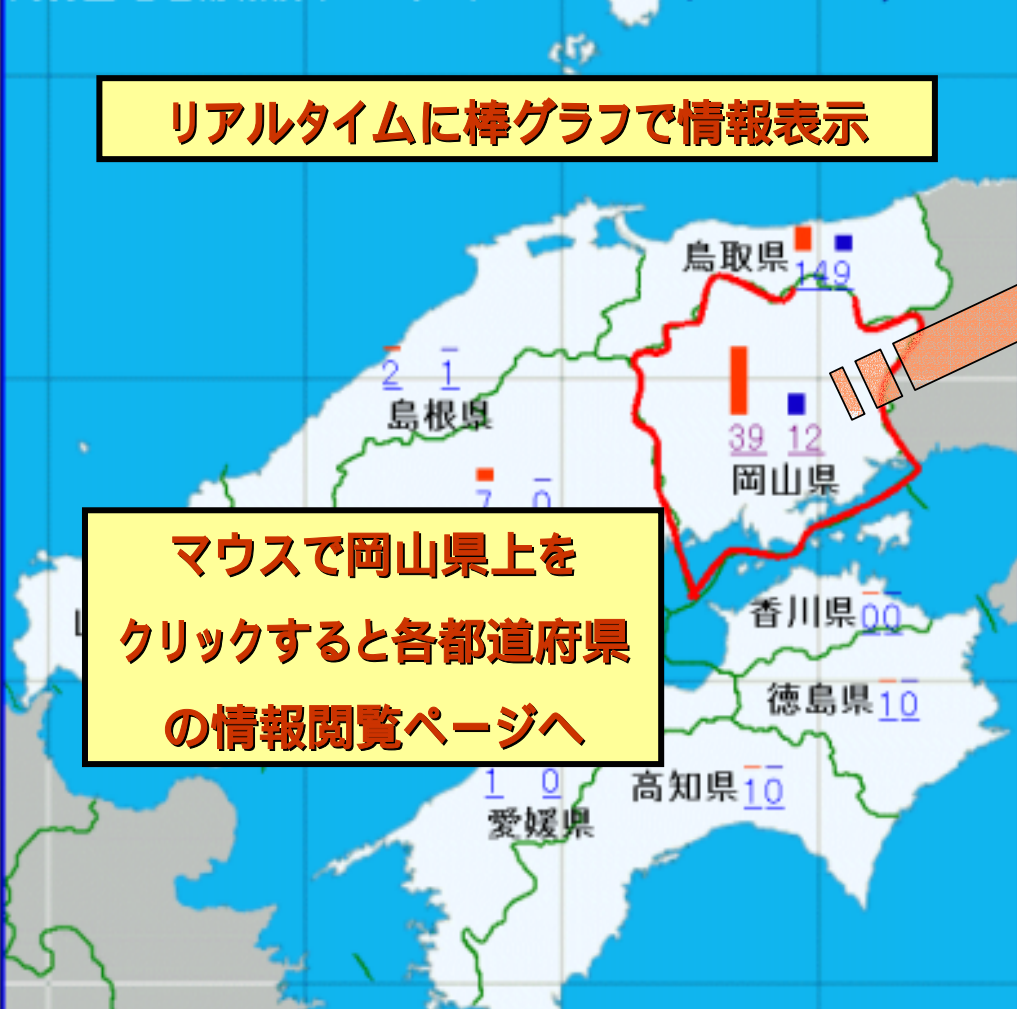 リアルタイムに棒グラフで情報表示
鳥取県 149
2 1
島根県
39 12
岡山県
7 0
マウスで岡山県上を
クリックすると各都道府県
の情報閲覧ページへ
香川県 00
徳島県 10
高知県 10
1 0
愛媛県